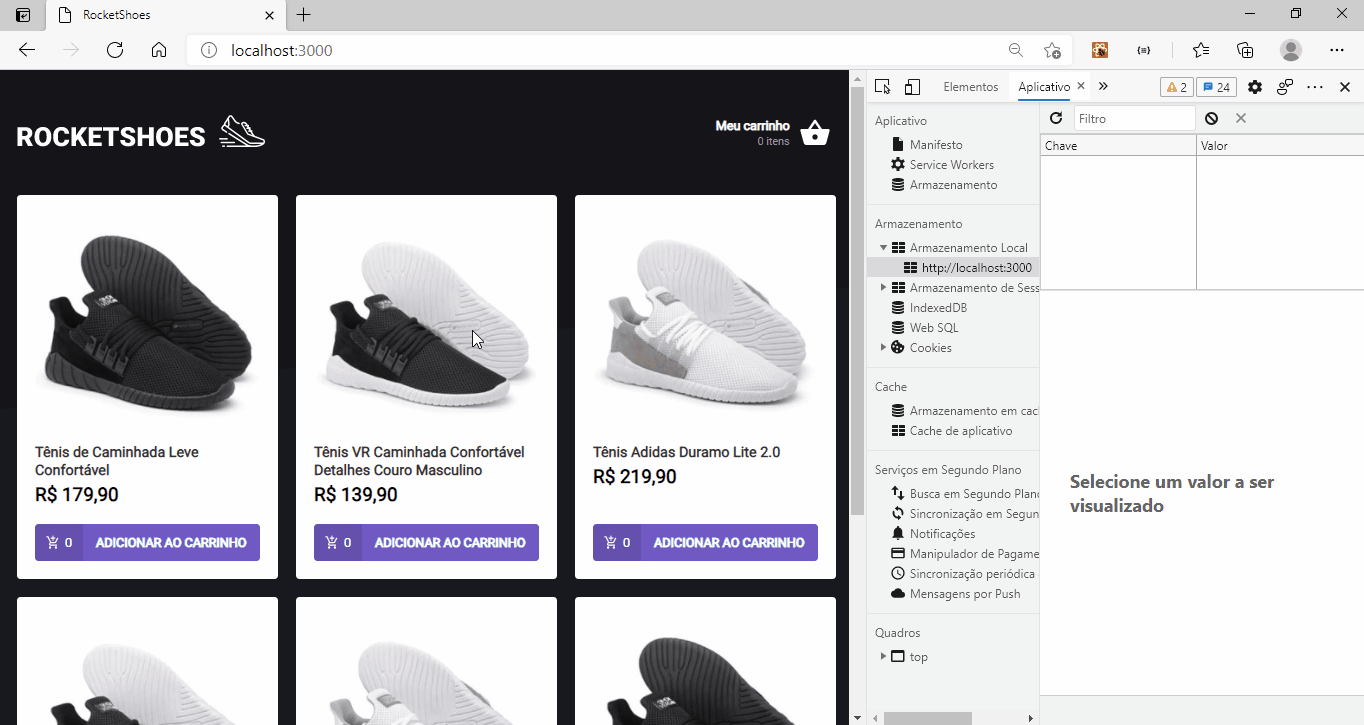 RocketShoes
localhost:3000
ROCKETSHOES
Meu carrinho
0 itens
Tênis de Caminhada Leve
Confortável
R$ 179,90
0 ADICIONAR AO CARRINHO
Tênis VR Caminhada Confortável
Detalhes Couro Masculino
R$ 139,90
0 ADICIONAR AO CARRINHO
Tênis Adidas Duramo Lite 2.0
R$ 219,90
0 ADICIONAR AO CARRINHO
Elementos Aplicativo 2 24
Aplicativo
Manifesto
Service Workers
Armazenamento
Armazenamento
Armazenamento Local
http://localhost:3000
Armazenamento de Sess
IndexedDB
Web SQL
Cookies
Cache
Armazenamento em cac
Cache de aplicativo
Serviços em Segundo Plano
Busca em Segundo Plano
Sincronização em Segun
Notificações
Manipulador de Pagame
Sincronização periódica
Mensagens por Push
Quadros
top
Filtro
Chave Valor
Selecione um valor a ser
visualizado